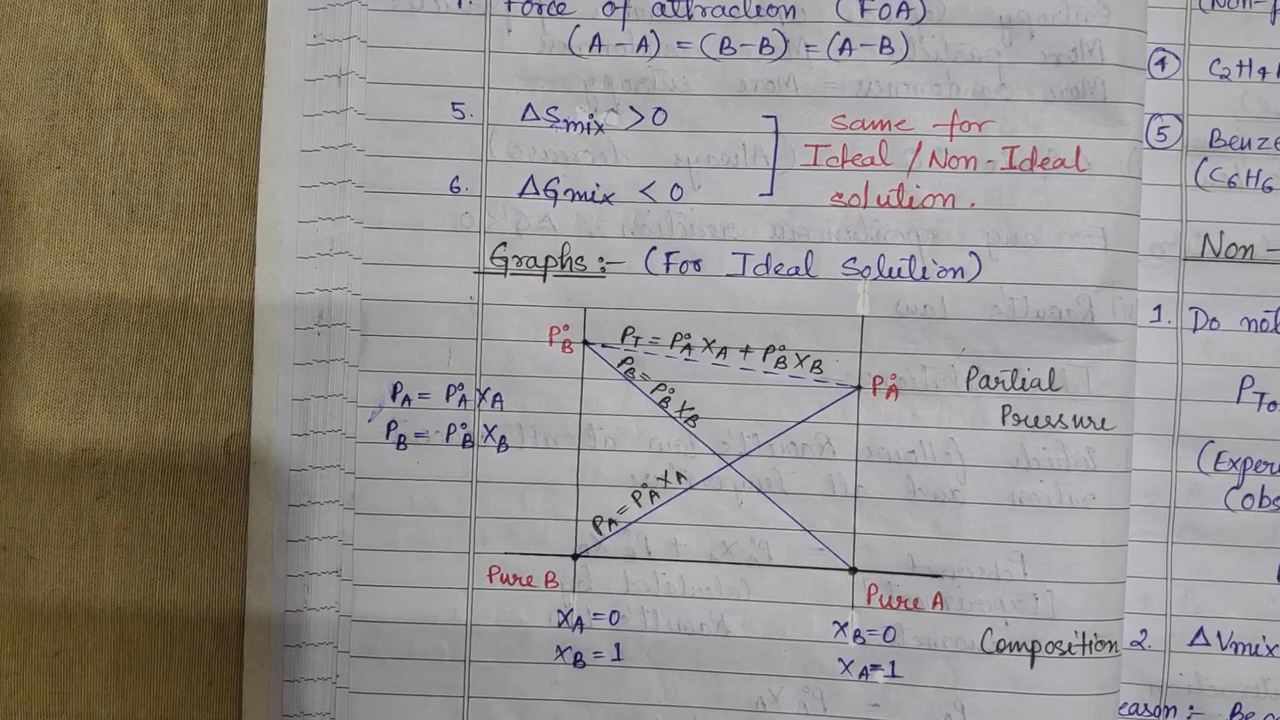 Force of attraction (FOA)
(A-A) = (B-B) = (A-B)
5. ΔSmix > 0
6. ΔGmix < 0
Same for
Ideal / Non-Ideal
solution.
Graphs :- (For Ideal Solution)
P°B
PT = P°A XA + P°B XB
PB = P°B XB
P°A
Partial
Pressure
PA = P°A XA
PB = P°B XB
PA = P°A XA
Pure B
Pure A
XA = 0
XB = 1
XB = 0
XA = 1
Composition
④ C2H4
⑤ Benze
(C6H6
Non -
1. Do not
PTo
(Exper
(obs
2. ΔVmix
eason :- Be